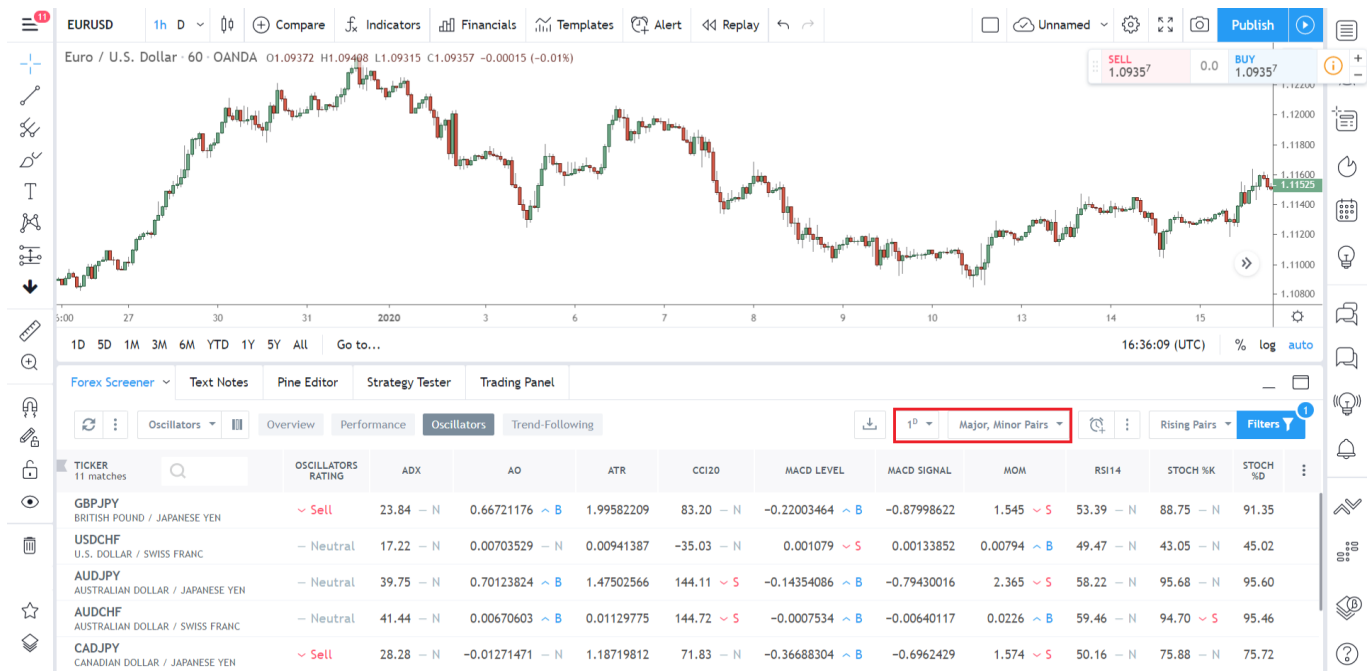 11
EURUSD
1h D
Compare
Indicators
Financials
Templates
Alert
Replay
Unnamed
Publish
Euro / U.S. Dollar · 60 · OANDA O1.09372 H1.09408 L1.09315 C1.09357 −0.00015 (−0.01%)
SELL
1.09357
0.0
BUY
1.09357
1.12200
1.12000
1.11800
1.11600
1.11525
1.11400
1.11200
1.11000
1.10800
27 30 31 2020 3 6 7 8 9 10 13 14 15
1D 5D 1M 3M 6M YTD 1Y 5Y All Go to... 16:36:09 (UTC) % log auto
Forex Screener Text Notes Pine Editor Strategy Tester Trading Panel
Oscillators Overview Performance Oscillators Trend-Following 1D Major, Minor Pairs Rising Pairs Filters 1
TICKER
11 matches
OSCILLATORS RATING ADX AO ATR CCI20 MACD LEVEL MACD SIGNAL MOM RSI14 STOCH %K STOCH %D
GBPJPY Sell 23.84 − N 0.66721176 B 1.99582209 83.20 − N −0.22003464 B −0.87998622 1.545 S 53.39 − N 88.75 − N 91.35
BRITISH POUND / JAPANESE YEN
USDCHF − Neutral 17.22 − N 0.00703529 − N 0.00941387 −35.03 − N 0.001079 S 0.00133852 0.00794 B 49.47 − N 43.05 − N 45.02
U.S. DOLLAR / SWISS FRANC
AUDJPY − Neutral 39.75 − N 0.70123824 B 1.47502566 144.11 S −0.14354086 B −0.79430016 2.365 S 58.22 − N 95.68 − N 95.60
AUSTRALIAN DOLLAR / JAPANESE YEN
AUDCHF − Neutral 41.44 − N 0.00670603 B 0.01129775 144.72 S −0.0007534 B −0.00640117 0.0226 B 59.46 − N 94.70 S 95.46
AUSTRALIAN DOLLAR / SWISS FRANC
CADJPY Sell 28.28 − N −0.01271471 − N 1.18719812 71.83 − N −0.36688304 B −0.6962429 1.574 S 50.16 − N 75.88 − N 75.72
CANADIAN DOLLAR / JAPANESE YEN